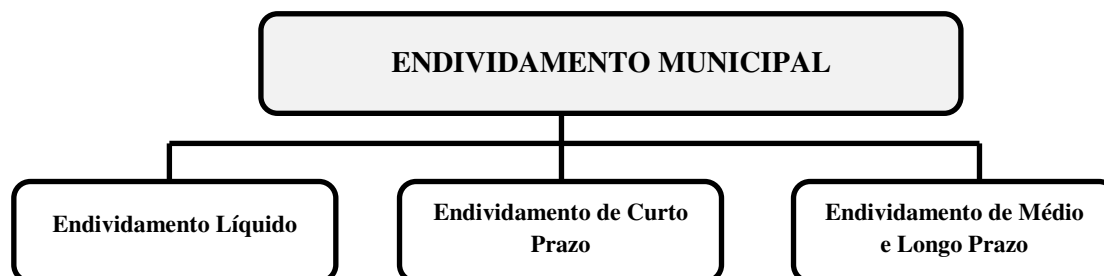 ENDIVIDAMENTO MUNICIPAL
Endividamento Líquido
Endividamento de Curto
Prazo
Endividamento de Médio
e Longo Prazo